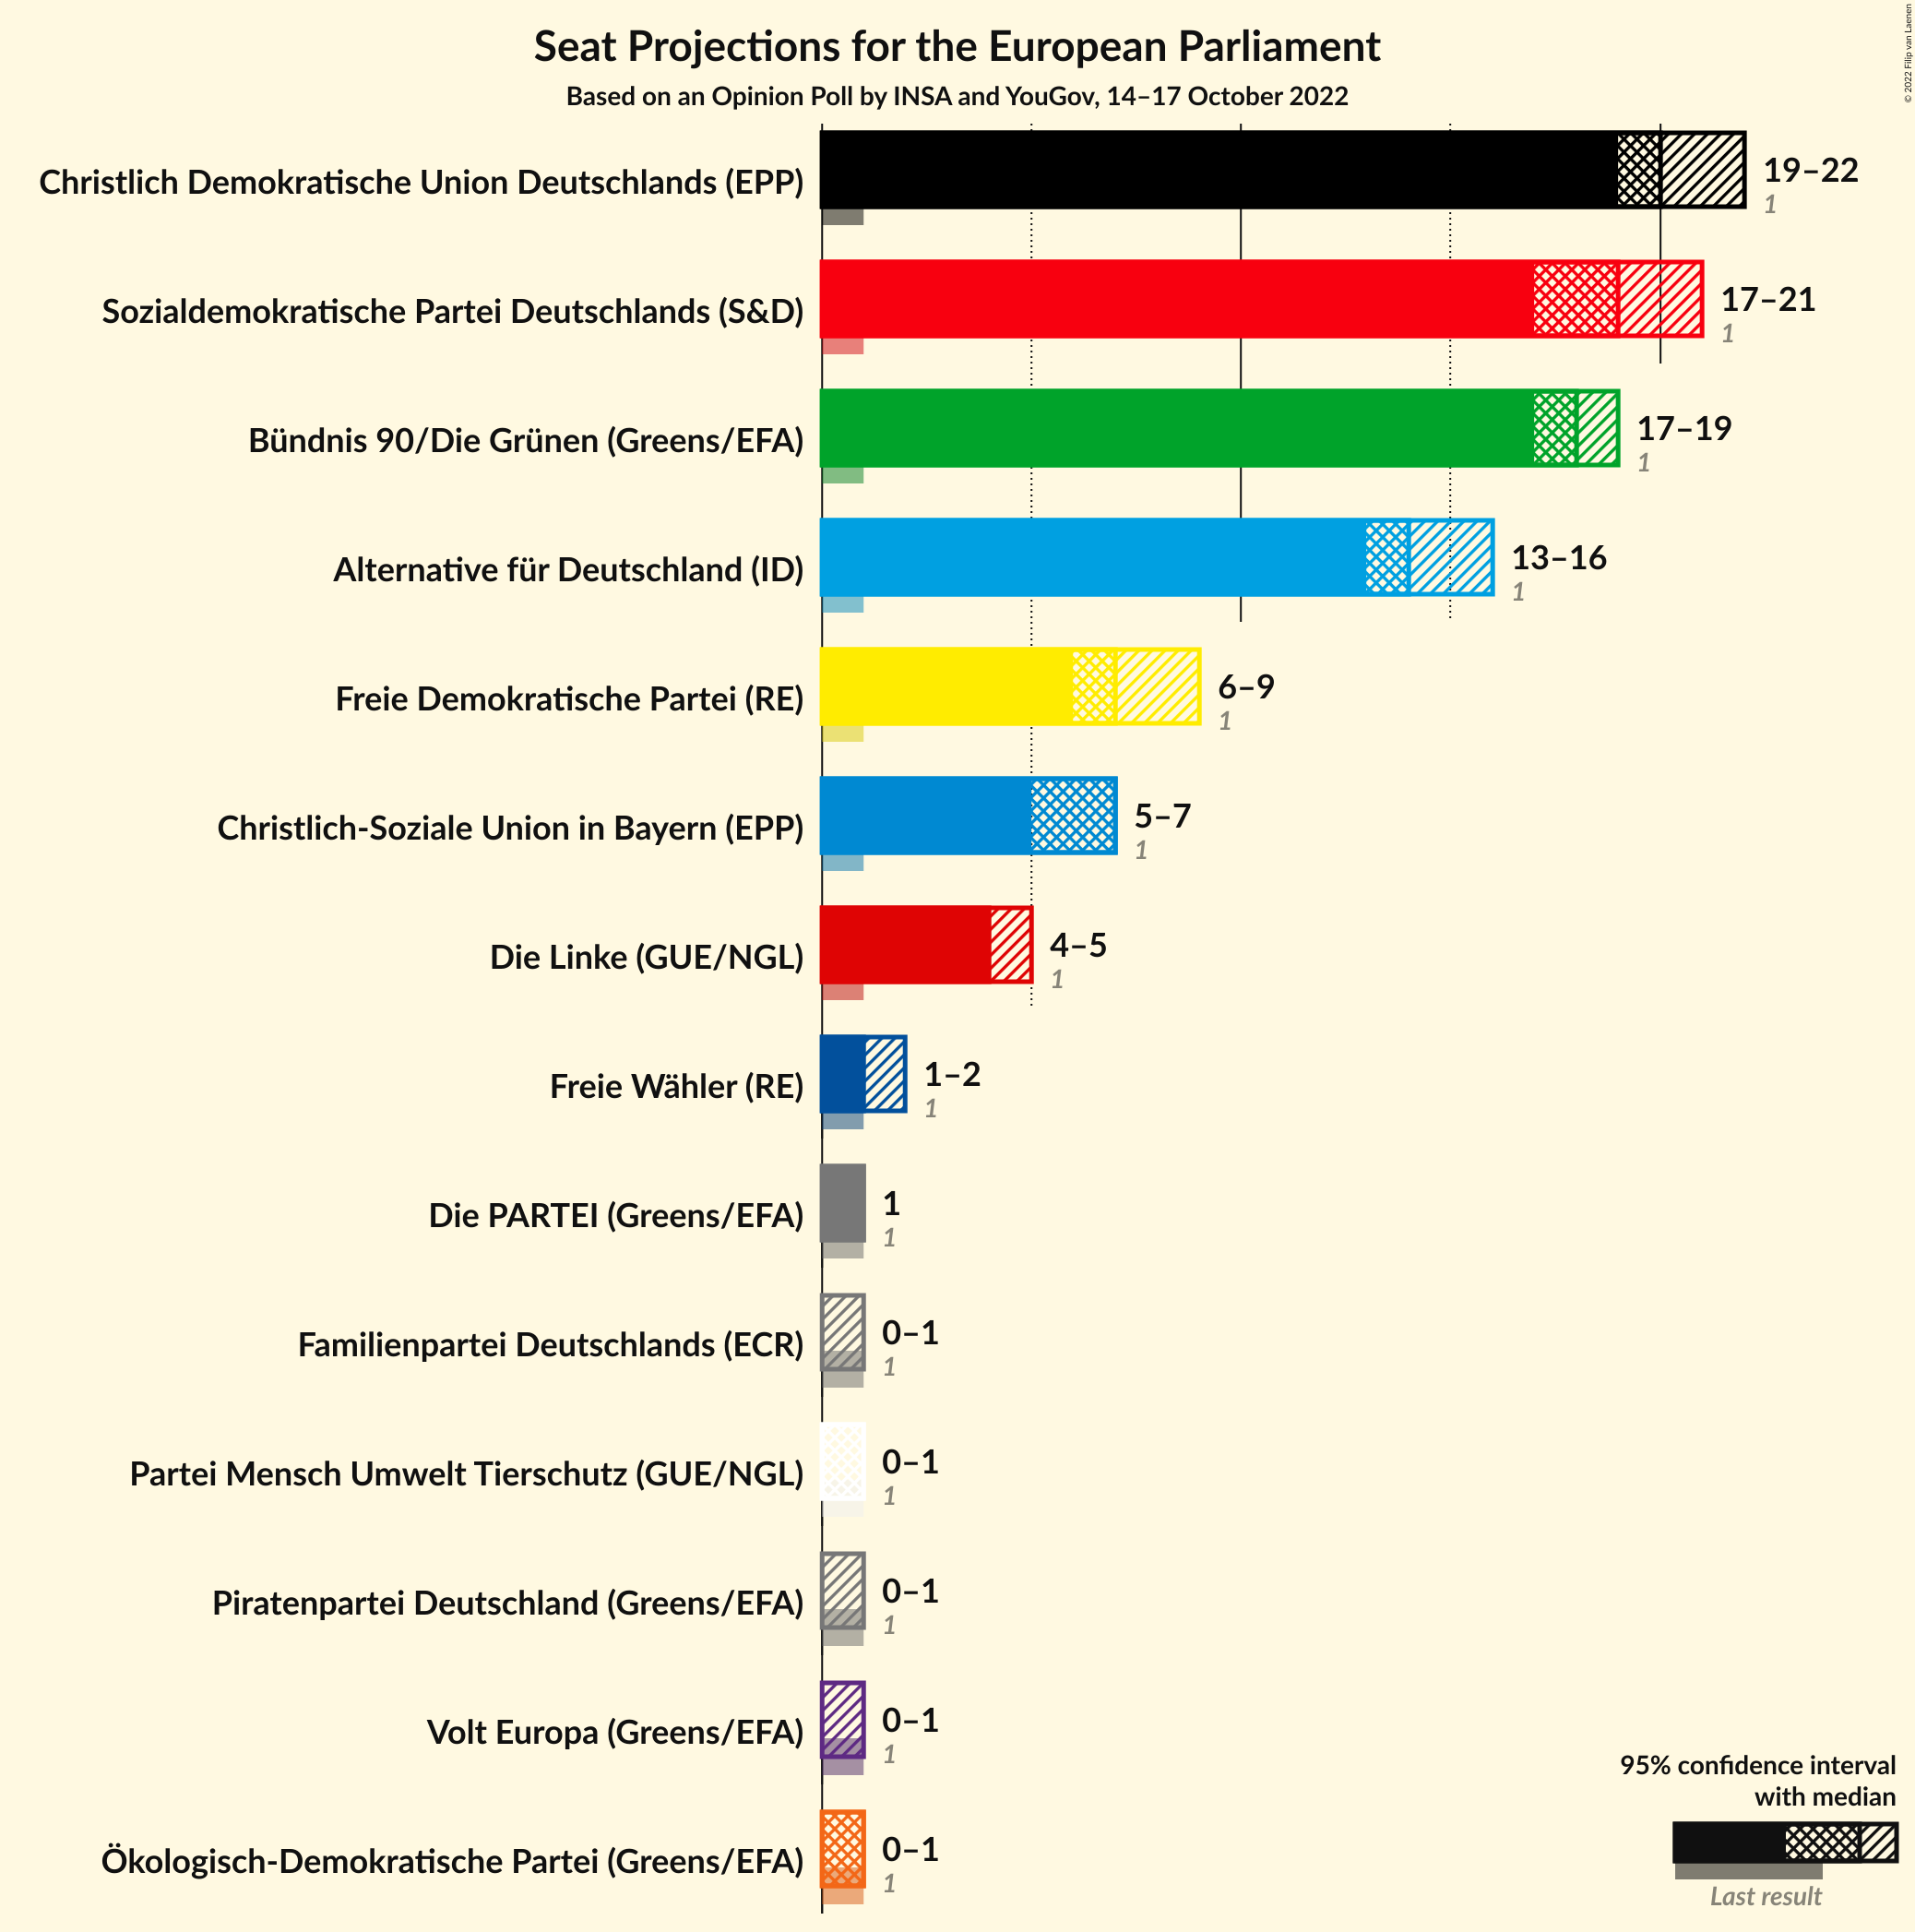 Seat Projections for the European Parliament
Based on an Opinion Poll by INSA and YouGov, 14–17 October 2022
© 2022 Filip van Laenen
Christlich Demokratische Union Deutschlands (EPP)
19–22
1
Sozialdemokratische Partei Deutschlands (S&D)
17–21
1
Bündnis 90/Die Grünen (Greens/EFA)
17–19
1
Alternative für Deutschland (ID)
13–16
1
Freie Demokratische Partei (RE)
6–9
1
Christlich-Soziale Union in Bayern (EPP)
5–7
1
Die Linke (GUE/NGL)
4–5
1
Freie Wähler (RE)
1–2
1
Die PARTEI (Greens/EFA)
1
1
Familienpartei Deutschlands (ECR)
0–1
1
Partei Mensch Umwelt Tierschutz (GUE/NGL)
0–1
1
Piratenpartei Deutschland (Greens/EFA)
0–1
1
Volt Europa (Greens/EFA)
0–1
1
Ökologisch-Demokratische Partei (Greens/EFA)
0–1
1
95% confidence interval
with median
Last result